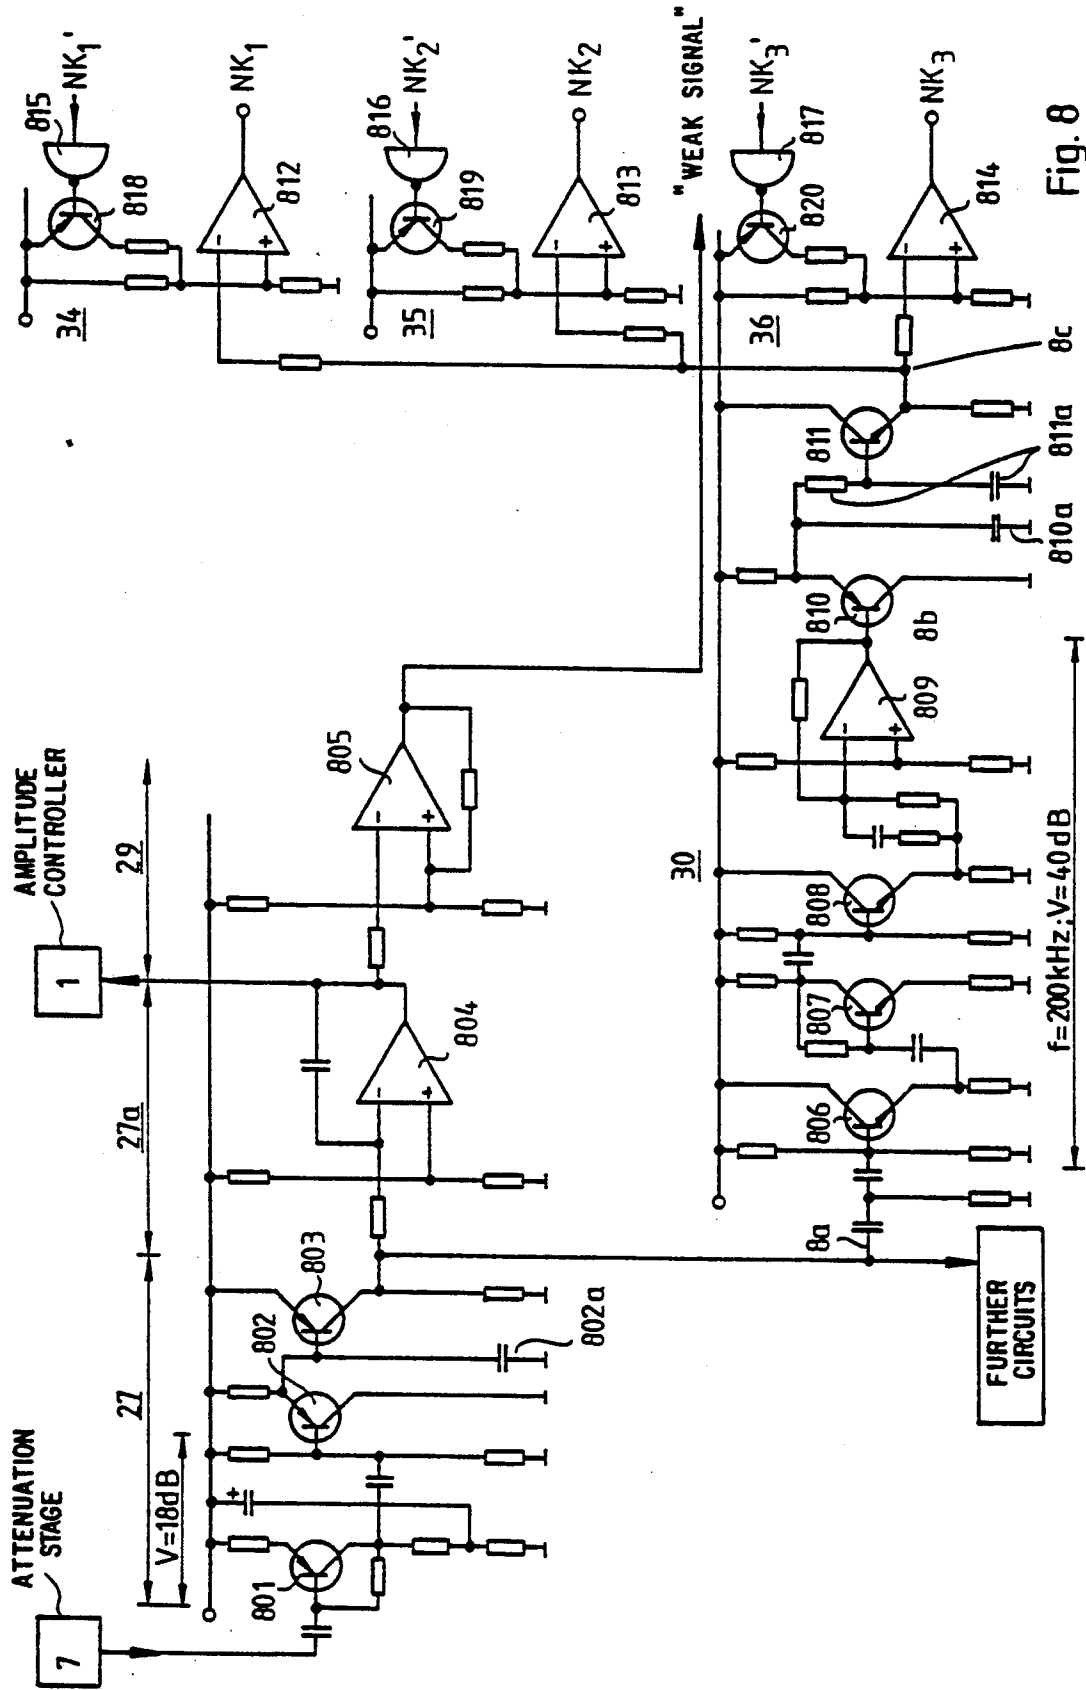 ATTENUATION
STAGE
7
AMPLITUDE
CONTROLLER
1
27
27a
29
V=18dB
801
802
803
802a
804
805
"WEAK SIGNAL"
34
815
NK₁'
818
812
NK₁
35
816
NK₂'
819
813
NK₂
36
817
NK₃'
820
814
NK₃
30
8a
806
807
808
809
8b
810
810a
811
811a
8c
f=200kHz; V=40dB
FURTHER
CIRCUITS
Fig. 8
- + (804)